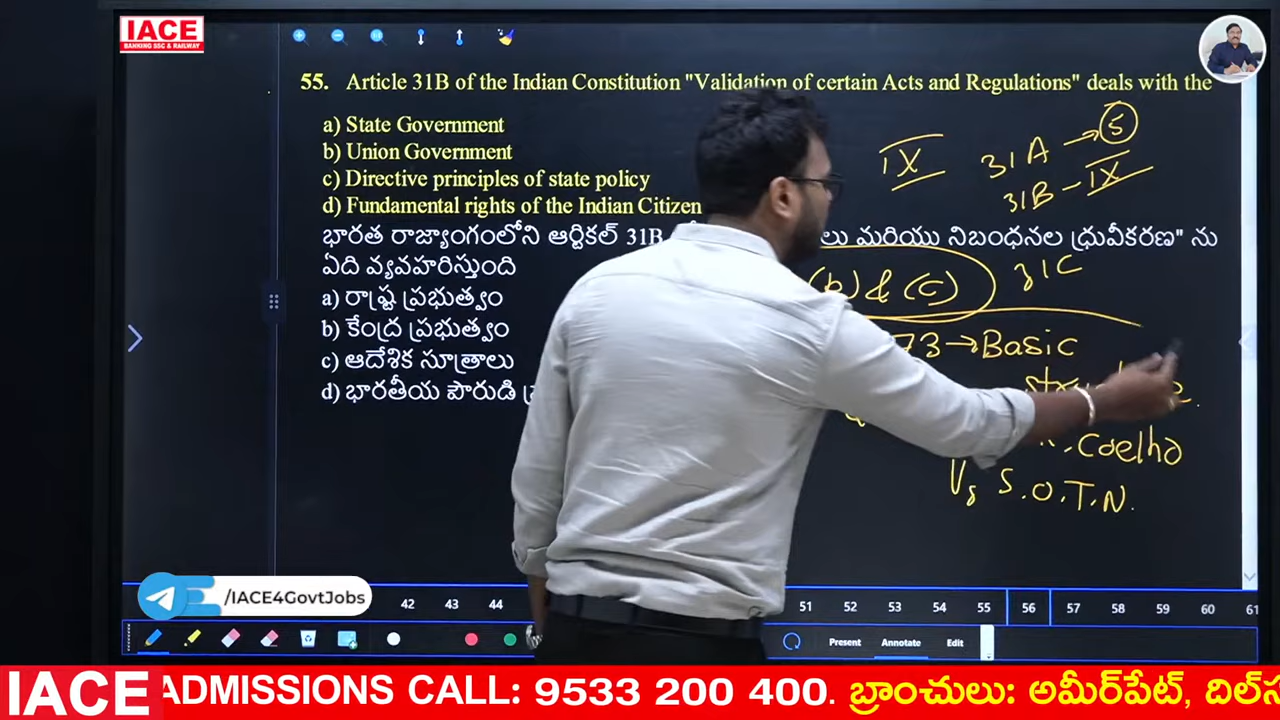 IACE
BANKING SSC & RAILWAY
55. Article 31B of the Indian Constitution "Validation of certain Acts and Regulations" deals with the
a) State Government
b) Union Government
c) Directive principles of state policy
d) Fundamental rights of the Indian Citizen
భారత రాజ్యాంగంలోని ఆర్టికల్ 31B లు మరియు నిబంధనల ధ్రువీకరణ" ను
ఏది వ్యవహరిస్తుంది
a) రాష్ట్ర ప్రభుత్వం
b) కేంద్ర ప్రభుత్వం
c) ఆదేశిక సూత్రాలు
d) భారతీయ పౌరుడి
IX
31A → 5
31B - IX
(b) & (c)
31C
73 → Basic
Coelho
Vs S.O.T.N.
/IACE4GovtJobs
42 43 44 51 52 53 54 55 56 57 58 59 60 61
Present Annotate Edit
IACE ADMISSIONS CALL: 9533 200 400. బ్రాంచులు: అమీర్‌పేట్,